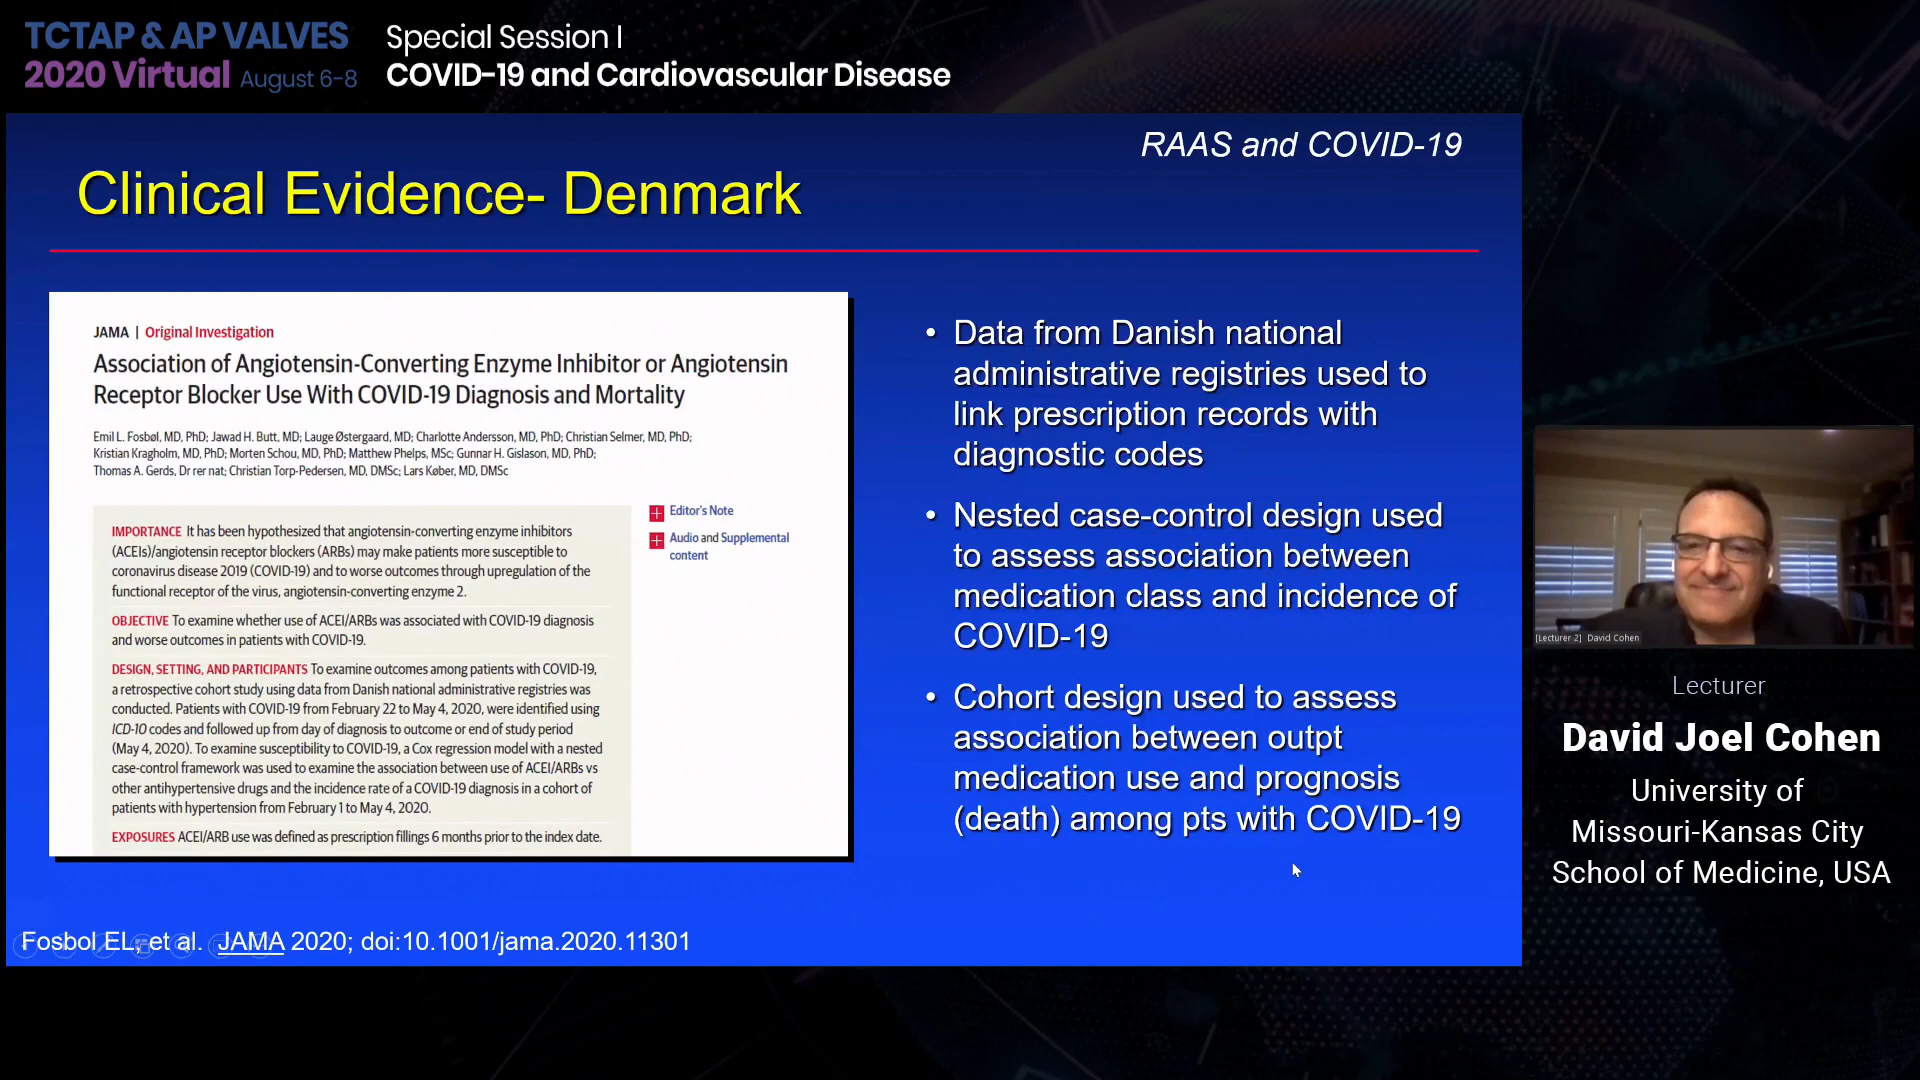 TCTAP & AP VALVES
2020 Virtual August 6-8
Special Session I
COVID-19 and Cardiovascular Disease
RAAS and COVID-19
Clinical Evidence- Denmark
JAMA | Original Investigation
Association of Angiotensin-Converting Enzyme Inhibitor or Angiotensin
Receptor Blocker Use With COVID-19 Diagnosis and Mortality
Emil L. Fosbøl, MD, PhD; Jawad H. Butt, MD; Lauge Østergaard, MD; Charlotte Andersson, MD, PhD; Christian Selmer, MD, PhD;
Kristian Kragholm, MD, PhD; Morten Schou, MD, PhD; Matthew Phelps, MSc; Gunnar H. Gislason, MD, PhD;
Thomas A. Gerds, Dr rer nat; Christian Torp-Pedersen, MD, DMSc; Lars Køber, MD, DMSc
IMPORTANCE It has been hypothesized that angiotensin-converting enzyme inhibitors
(ACEIs)/angiotensin receptor blockers (ARBs) may make patients more susceptible to
coronavirus disease 2019 (COVID-19) and to worse outcomes through upregulation of the
functional receptor of the virus, angiotensin-converting enzyme 2.
OBJECTIVE To examine whether use of ACEI/ARBs was associated with COVID-19 diagnosis
and worse outcomes in patients with COVID-19.
DESIGN, SETTING, AND PARTICIPANTS To examine outcomes among patients with COVID-19,
a retrospective cohort study using data from Danish national administrative registries was
conducted. Patients with COVID-19 from February 22 to May 4, 2020, were identified using
ICD-10 codes and followed up from day of diagnosis to outcome or end of study period
(May 4, 2020). To examine susceptibility to COVID-19, a Cox regression model with a nested
case-control framework was used to examine the association between use of ACEI/ARBs vs
other antihypertensive drugs and the incidence rate of a COVID-19 diagnosis in a cohort of
patients with hypertension from February 1 to May 4, 2020.
EXPOSURES ACEI/ARB use was defined as prescription fillings 6 months prior to the index date.
Editor's Note
Audio and Supplemental
content
• Data from Danish national
administrative registries used to
link prescription records with
diagnostic codes
• Nested case-control design used
to assess association between
medication class and incidence of
COVID-19
• Cohort design used to assess
association between outpt
medication use and prognosis
(death) among pts with COVID-19
Fosbol EL, et al. JAMA 2020; doi:10.1001/jama.2020.11301
[Lecturer 2] David Cohen
Lecturer
David Joel Cohen
University of
Missouri-Kansas City
School of Medicine, USA